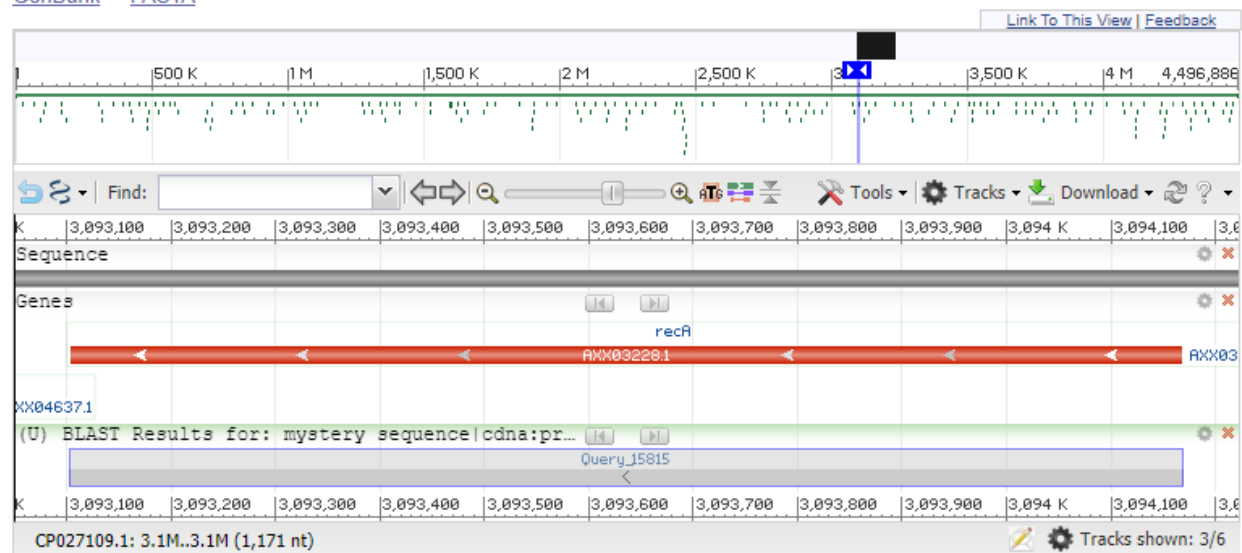 GenBank FASTA
Link To This View | Feedback
1 500 K 1 M 1,500 K 2 M 2,500 K 3 3,500 K 4 M 4,496,888
Find: ATG Tools Tracks Download ?
K 3,093,100 3,093,200 3,093,300 3,093,400 3,093,500 3,093,600 3,093,700 3,093,800 3,093,900 3,094 K 3,094,100 3,0
Sequence
Genes
recA
AXX03228.1 AXX03
XX04637.1
(U) BLAST Results for: mystery sequence|cdna:pr…
Query_15815
K 3,093,100 3,093,200 3,093,300 3,093,400 3,093,500 3,093,600 3,093,700 3,093,800 3,093,900 3,094 K 3,094,100 3,0
CP027109.1: 3.1M..3.1M (1,171 nt) Tracks shown: 3/6